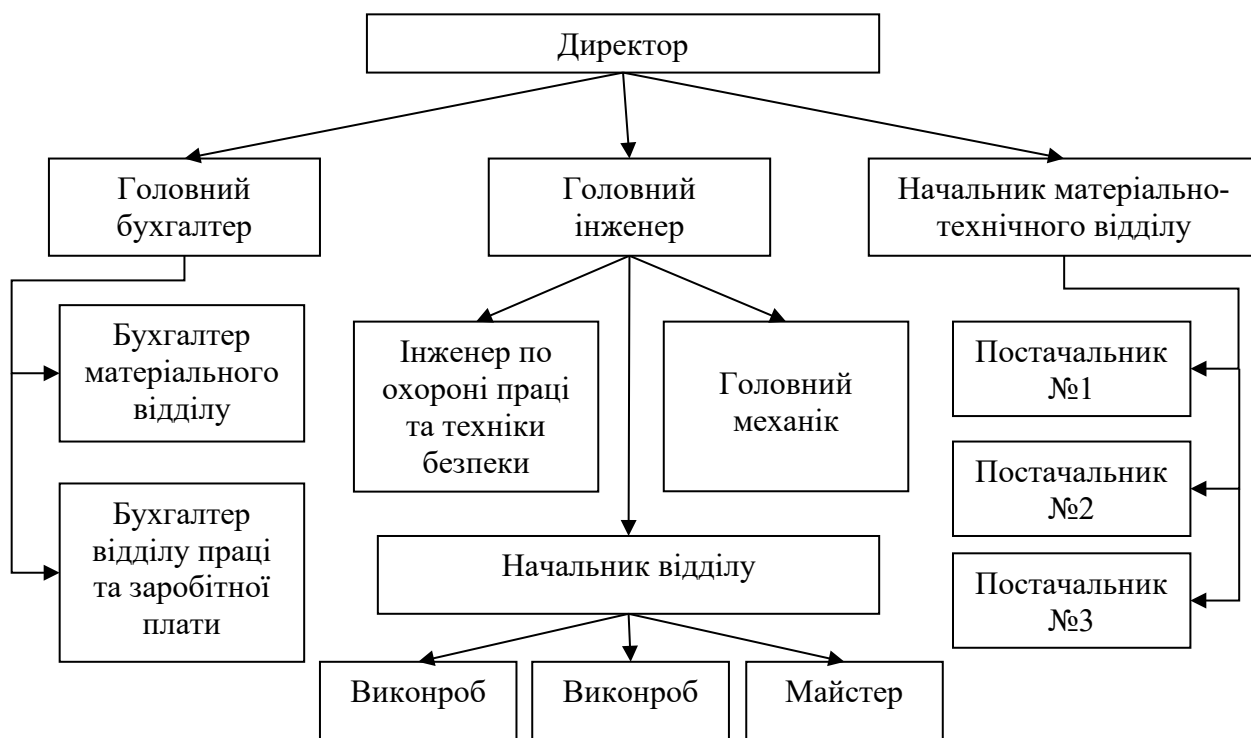 Директор
Головний
бухгалтер
Головний
інженер
Начальник матеріально-
технічного відділу
Бухгалтер
матеріального
відділу
Інженер по
охороні праці
та техніки
безпеки
Головний
механік
Постачальник
№1
Постачальник
№2
Бухгалтер
відділу праці
та заробітної
плати
Начальник відділу
Постачальник
№3
Виконроб
Виконроб
Майстер